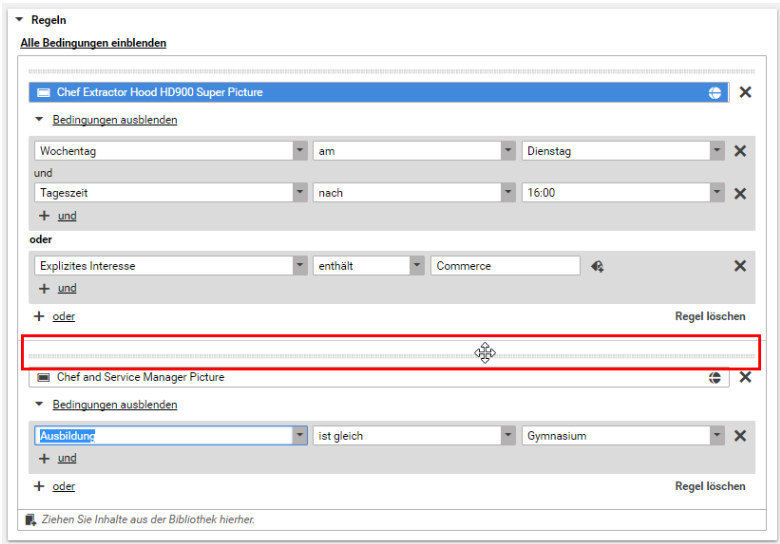 Regeln
Alle Bedingungen einblenden
Chef Extractor Hood HD900 Super Picture
Bedingungen ausblenden
Wochentag am Dienstag
und
Tageszeit nach 16:00
und
oder
Explizites Interesse enthält Commerce
und
oder Regel löschen
Chef and Service Manager Picture
Bedingungen ausblenden
Ausbildung ist gleich Gymnasium
und
oder Regel löschen
Ziehen Sie Inhalte aus der Bibliothek hierher.